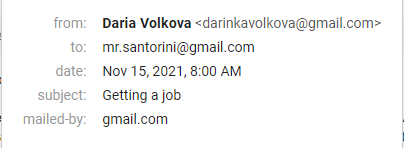 from: Daria Volkova <darinkavolkova@gmail.com>
to: mr.santorini@gmail.com
date: Nov 15, 2021, 8:00 AM
subject: Getting a job
mailed-by: gmail.com